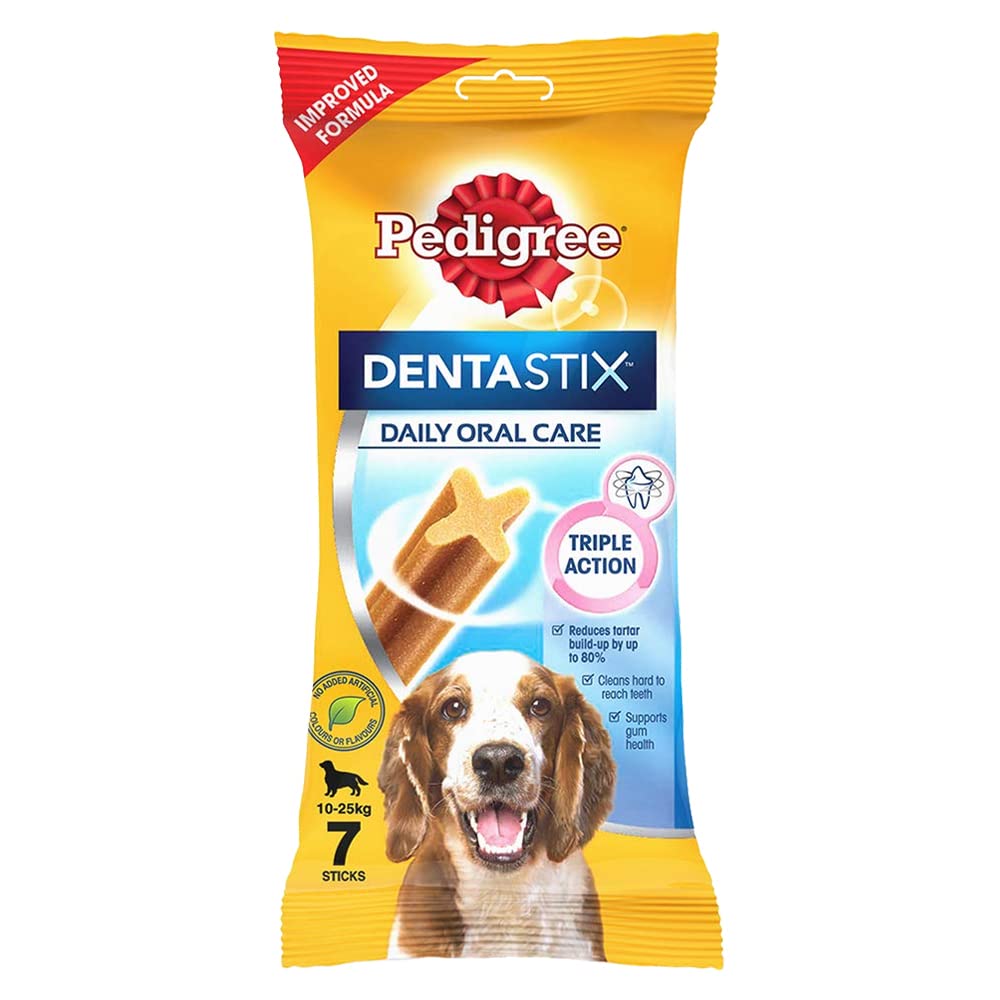 IMPROVED
FORMULA
Pedigree®
DENTASTIX™
DAILY ORAL CARE
TRIPLE
ACTION
Reduces tartar
build-up by up
to 80%
Cleans hard to
reach teeth
Supports
gum
health
NO ADDED ARTIFICIAL
COLOURS OR FLAVOURS
10-25kg
7
STICKS